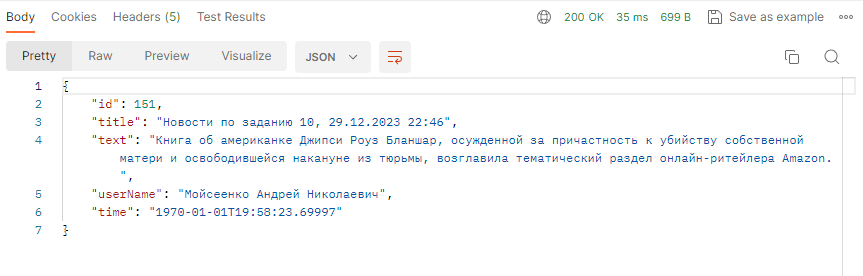 Body Cookies Headers (5) Test Results 200 OK 35 ms 699 B Save as example
Pretty Raw Preview Visualize JSON
1 {
2 "id": 151,
3 "title": "Новости по заданию 10, 29.12.2023 22:46",
4 "text": "Книга об американке Джипси Роуз Бланшар, осужденной за причастность к убийству собственной
матери и освободившейся накануне из тюрьмы, возглавила тематический раздел онлайн-ритейлера Amazon.
",
5 "userName": "Мойсеенко Андрей Николаевич",
6 "time": "1970-01-01T19:58:23.69997"
7 }